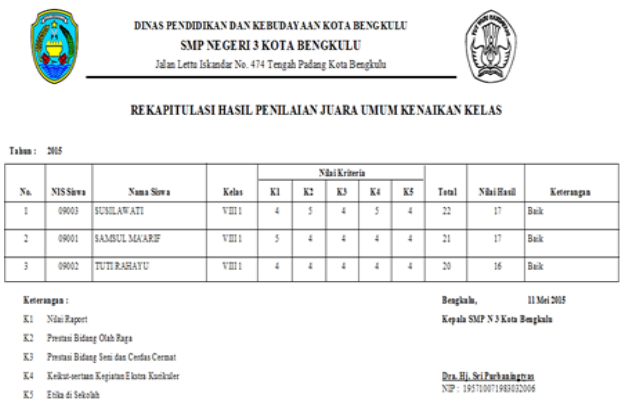 DINAS PENDIDIKAN DAN KEBUDAYAAN KOTA BENGKULU
SMP NEGERI 3 KOTA BENGKULU
Jalan Lettu Iskandar No. 474 Tengah Padang Kota Bengkulu
REKAPITULASI HASIL PENILAIAN JUARA UMUM KENAIKAN KELAS
Tahun : 2015
Nilai Kriteria
No. NIS Siswa Nama Siswa Kelas K1 K2 K3 K4 K5 Total Nilai Hasil Keterangan
1 09003 SUSILAWATI VIII 1 4 5 4 5 4 22 17 Baik
2 09001 SAMSUL MA'ARIF VIII 1 5 4 4 4 4 21 17 Baik
3 09002 TUTI RAHAYU VIII 1 4 4 4 4 4 20 16 Baik
Keterangan : Bengkulu, 11 Mei 2015
K1 Nilai Raport Kepala SMP N 3 Kota Bengkulu
K2 Prestasi Bidang Olah Raga
K3 Prestasi Bidang Seni dan Cerdas Cermat
K4 Keikut-sertaan Kegiatan Ekstra Kurikuler Dra. Hj. Sri Purbaningtyas
K5 Etika di Sekolah NIP : 195710071983032006